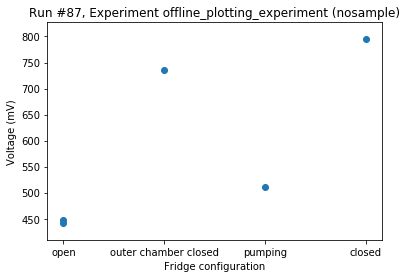 Run #87, Experiment offline_plotting_experiment (nosample)
800
750
700
650
600
550
500
450
Voltage (mV)
open outer chamber closed pumping closed
Fridge configuration